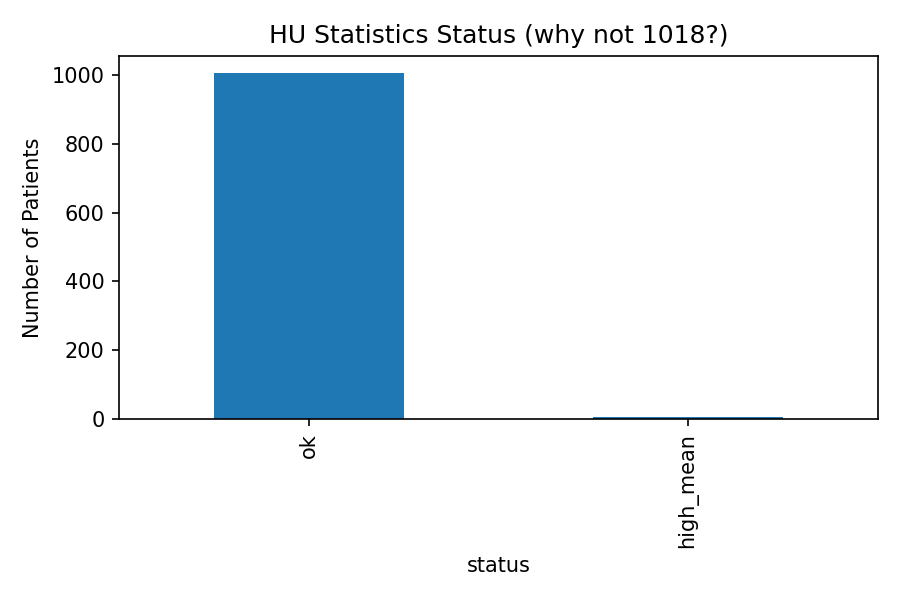 HU Statistics Status (why not 1018?)
Number of Patients
1000
800
600
400
200
0
ok
high_mean
status